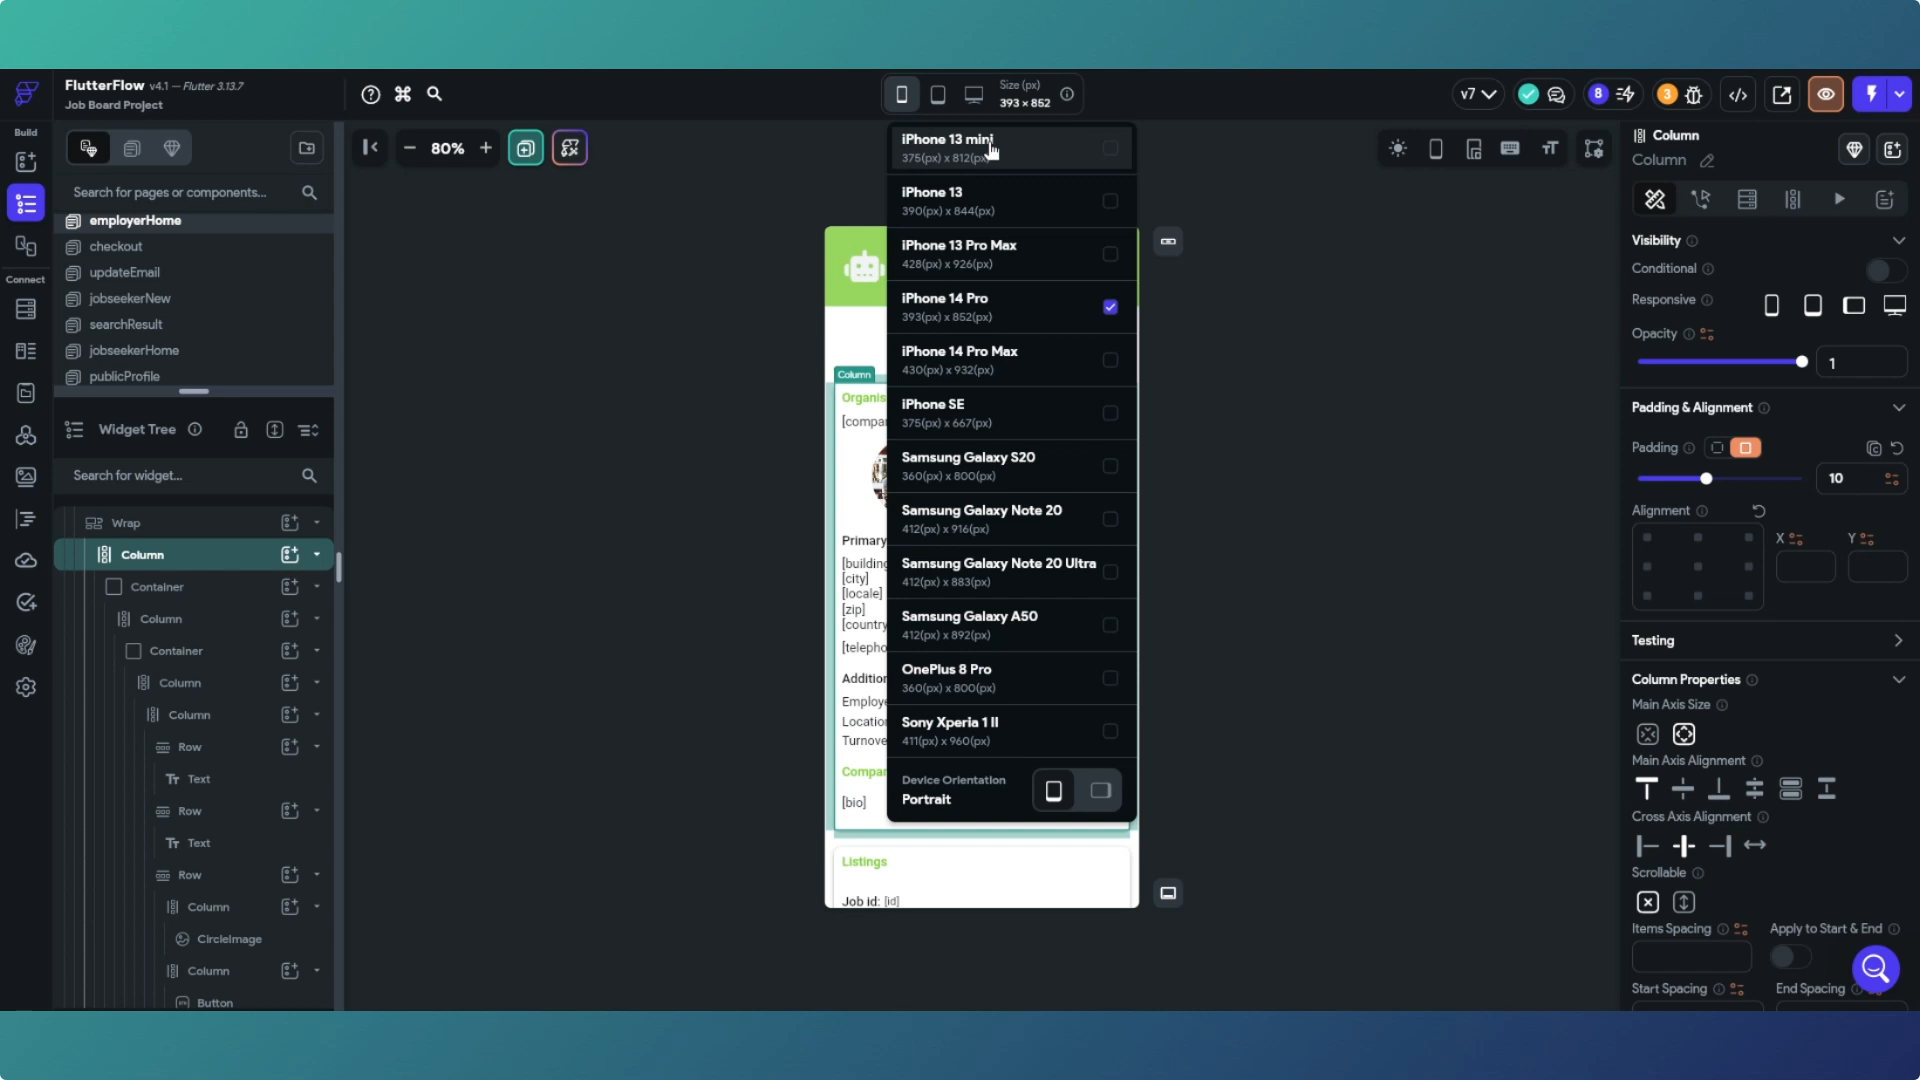 FlutterFlow v4.1 — Flutter 3.13.7
Job Board Project
Size (px)
393 × 852
v7
8
3
Build
Connect
80%
Search for pages or components...
employerHome
checkout
updateEmail
jobseekerNew
searchResult
jobseekerHome
publicProfile
Widget Tree
Search for widget...
Wrap
Column
Container
Column
Container
Column
Column
Row
Text
Row
Text
Row
Column
CircleImage
Column
Button
Column
Organis
[compan
Primary
[building
[city]
[locale]
[zip]
[country
[telepho
Addition
Employe
Location
Turnove
Compan
[bio]
Listings
Job id: [id]
iPhone 13 mini
375(px) x 812(px)
iPhone 13
390(px) x 844(px)
iPhone 13 Pro Max
428(px) x 926(px)
iPhone 14 Pro
393(px) x 852(px)
iPhone 14 Pro Max
430(px) x 932(px)
iPhone SE
375(px) x 667(px)
Samsung Galaxy S20
360(px) x 800(px)
Samsung Galaxy Note 20
412(px) x 916(px)
Samsung Galaxy Note 20 Ultra
412(px) x 883(px)
Samsung Galaxy A50
412(px) x 892(px)
OnePlus 8 Pro
360(px) x 800(px)
Sony Xperia 1 II
411(px) x 960(px)
Device Orientation
Portrait
Column
Column
Visibility
Conditional
Responsive
Opacity
1
Padding & Alignment
Padding
10
Alignment
X
Y
Testing
Column Properties
Main Axis Size
Main Axis Alignment
Cross Axis Alignment
Scrollable
Items Spacing
Apply to Start & End
Start Spacing
End Spacing